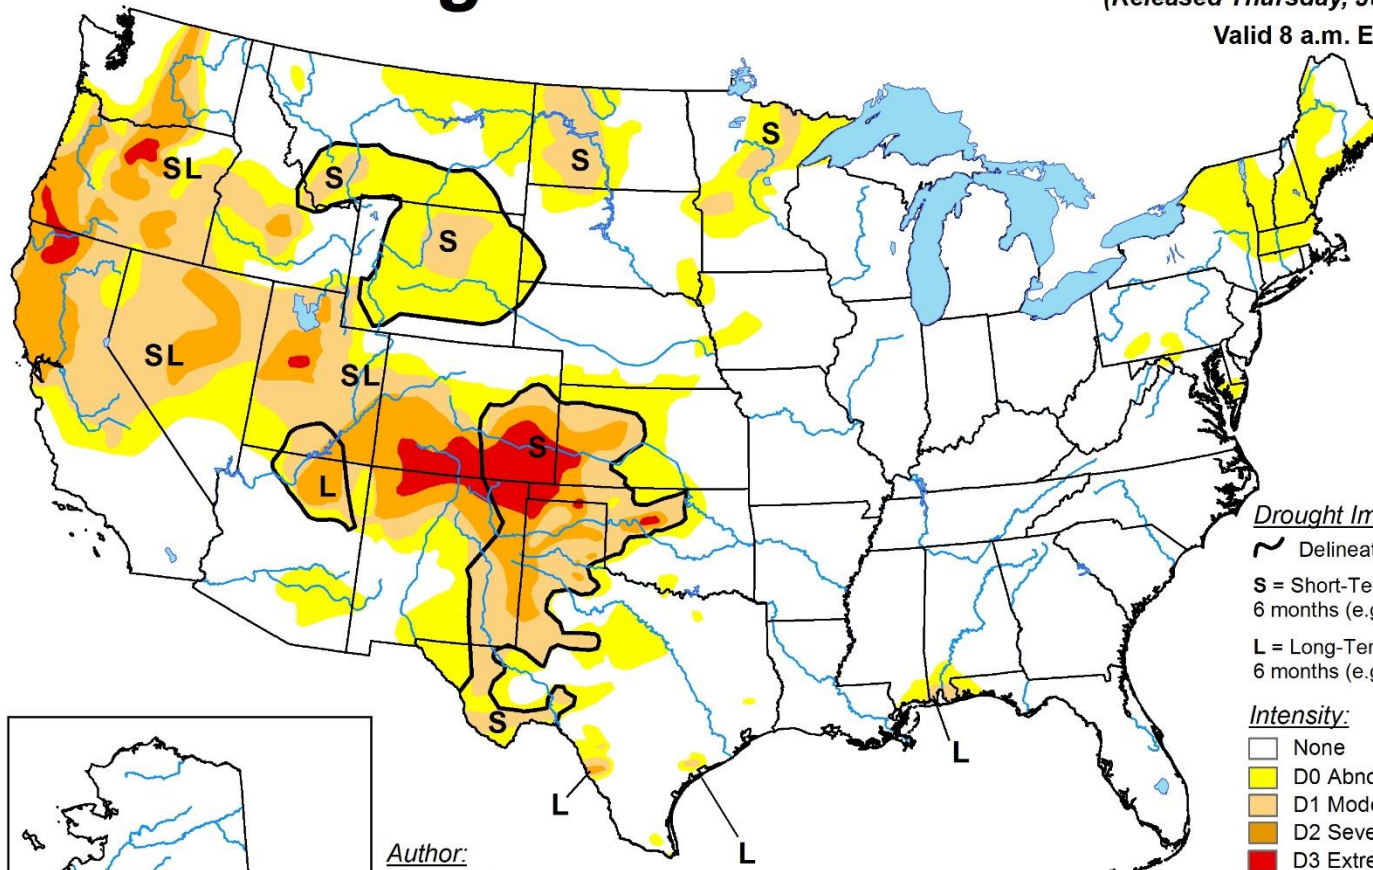 (Released Thursday,
Valid 8 a.m.
S
S
SL
S
S
SL
SL
S
L
S
L
L
L
Drought
Delineat
S = Short-Te
6 months (e.g
L = Long-Ter
6 months (e.g
Intensity:
None
D0 Abno
D1 Mode
D2 Seve
D3 Extre
Author: